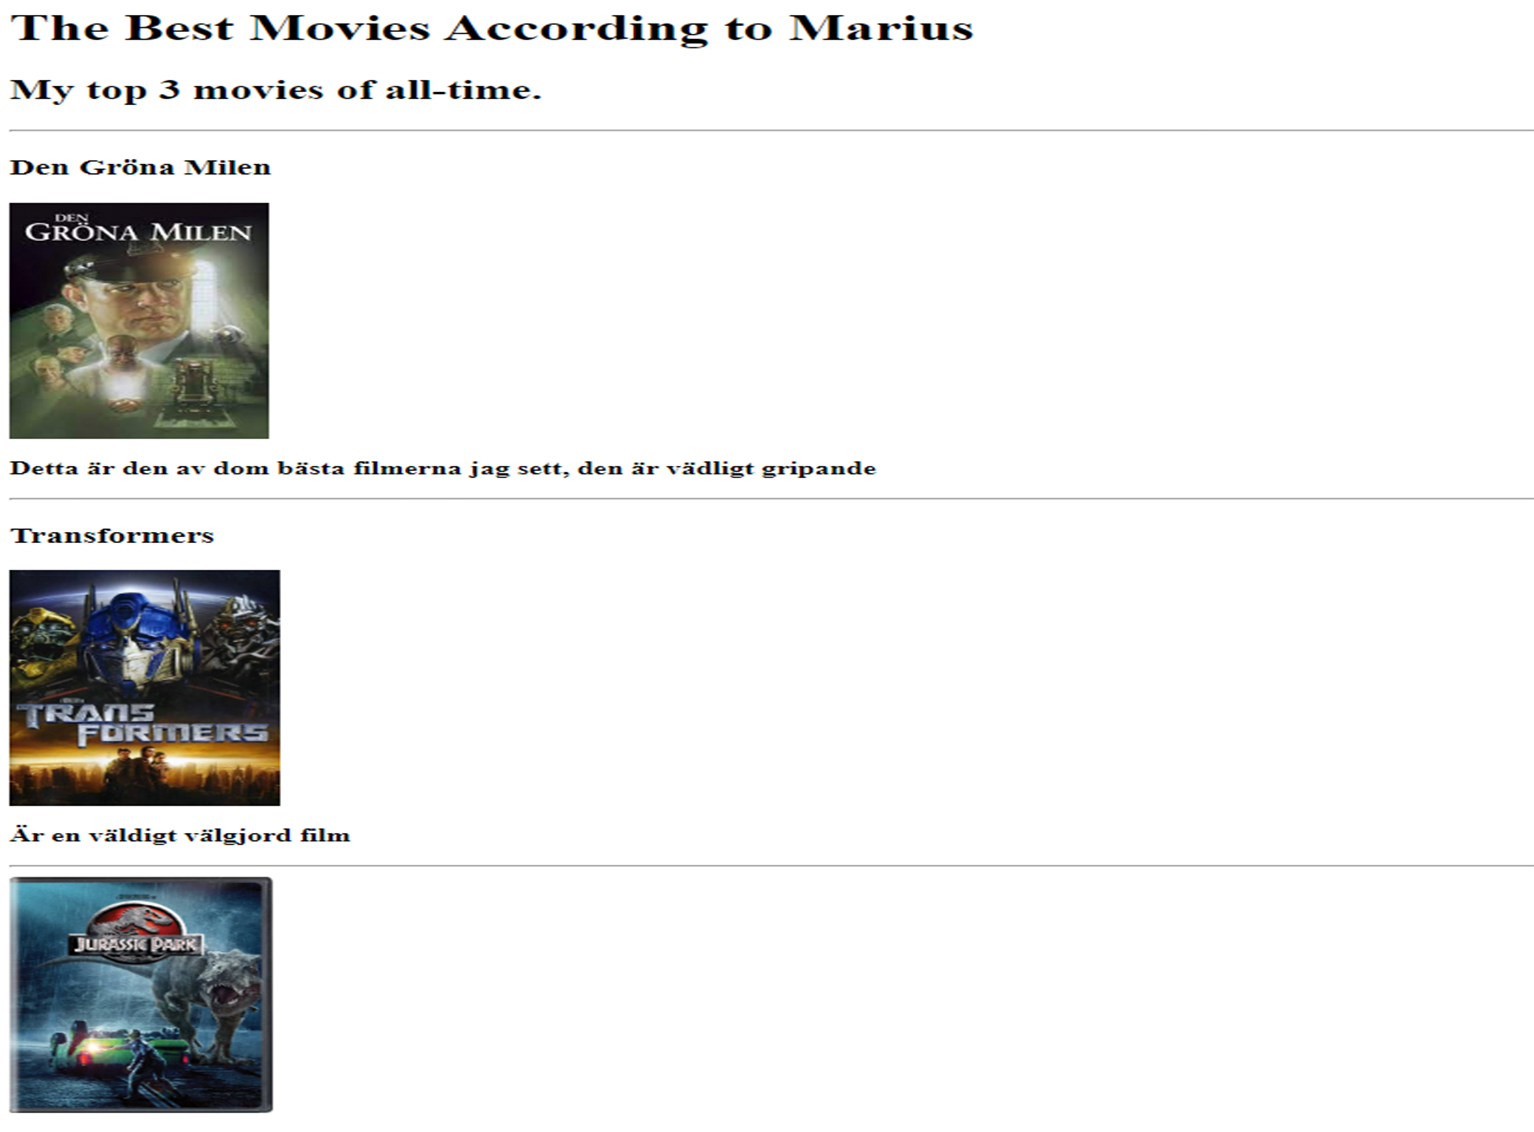 The Best Movies According to Marius
My top 3 movies of all-time.
Den Gröna Milen
DEN
GRÖNA MILEN
Detta är den av dom bästa filmerna jag sett, den är vädligt gripande
Transformers
TRANS
FORMERS
Är en väldigt välgjord film
JURASSIC PARK